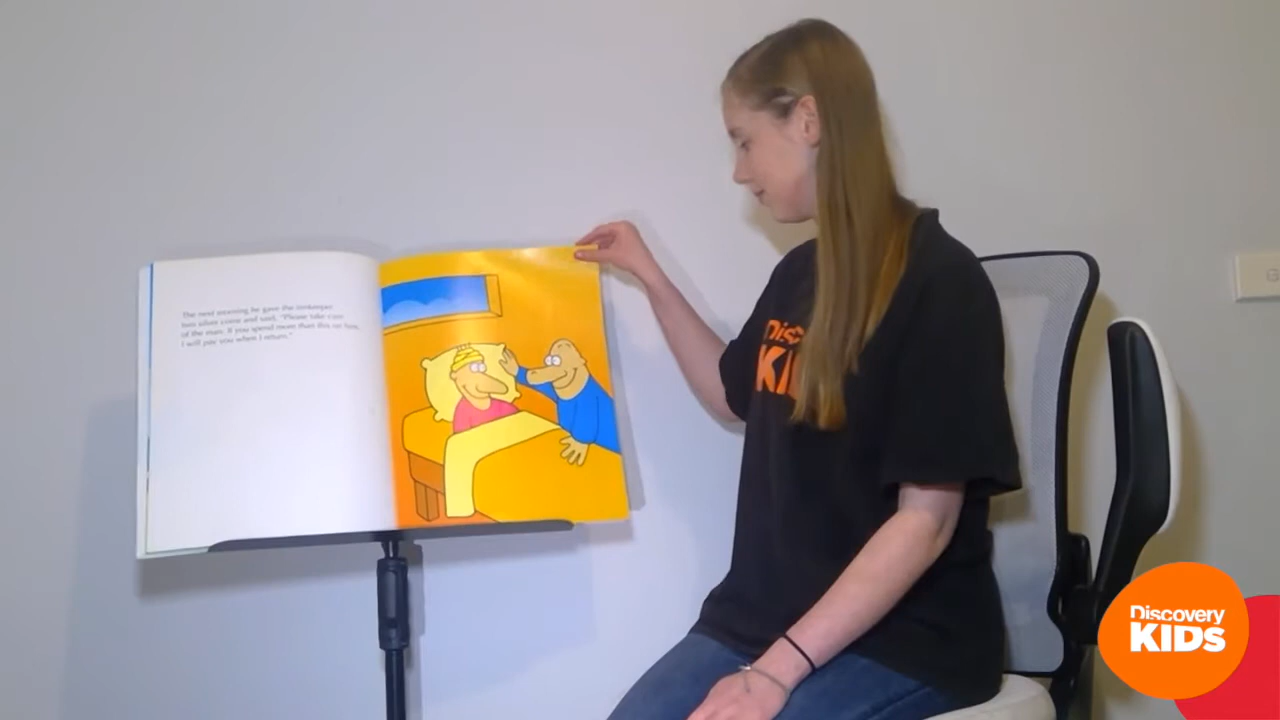 The next morning he gave the innkeeper
two silver coins and said, "Please take care
of the man. If you spend more than this on him,
I will pay you when I return."
Discovery
KIDS